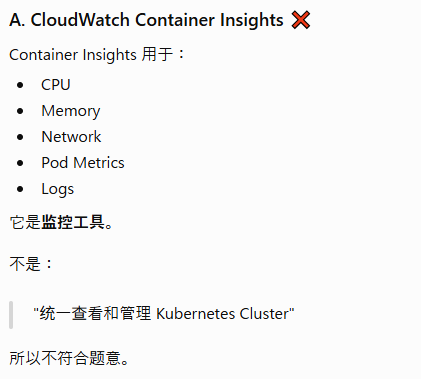 A. CloudWatch Container Insights ❌
Container Insights 用于：
• CPU
• Memory
• Network
• Pod Metrics
• Logs
它是监控工具。
不是：
"统一查看和管理 Kubernetes Cluster"
所以不符合题意。